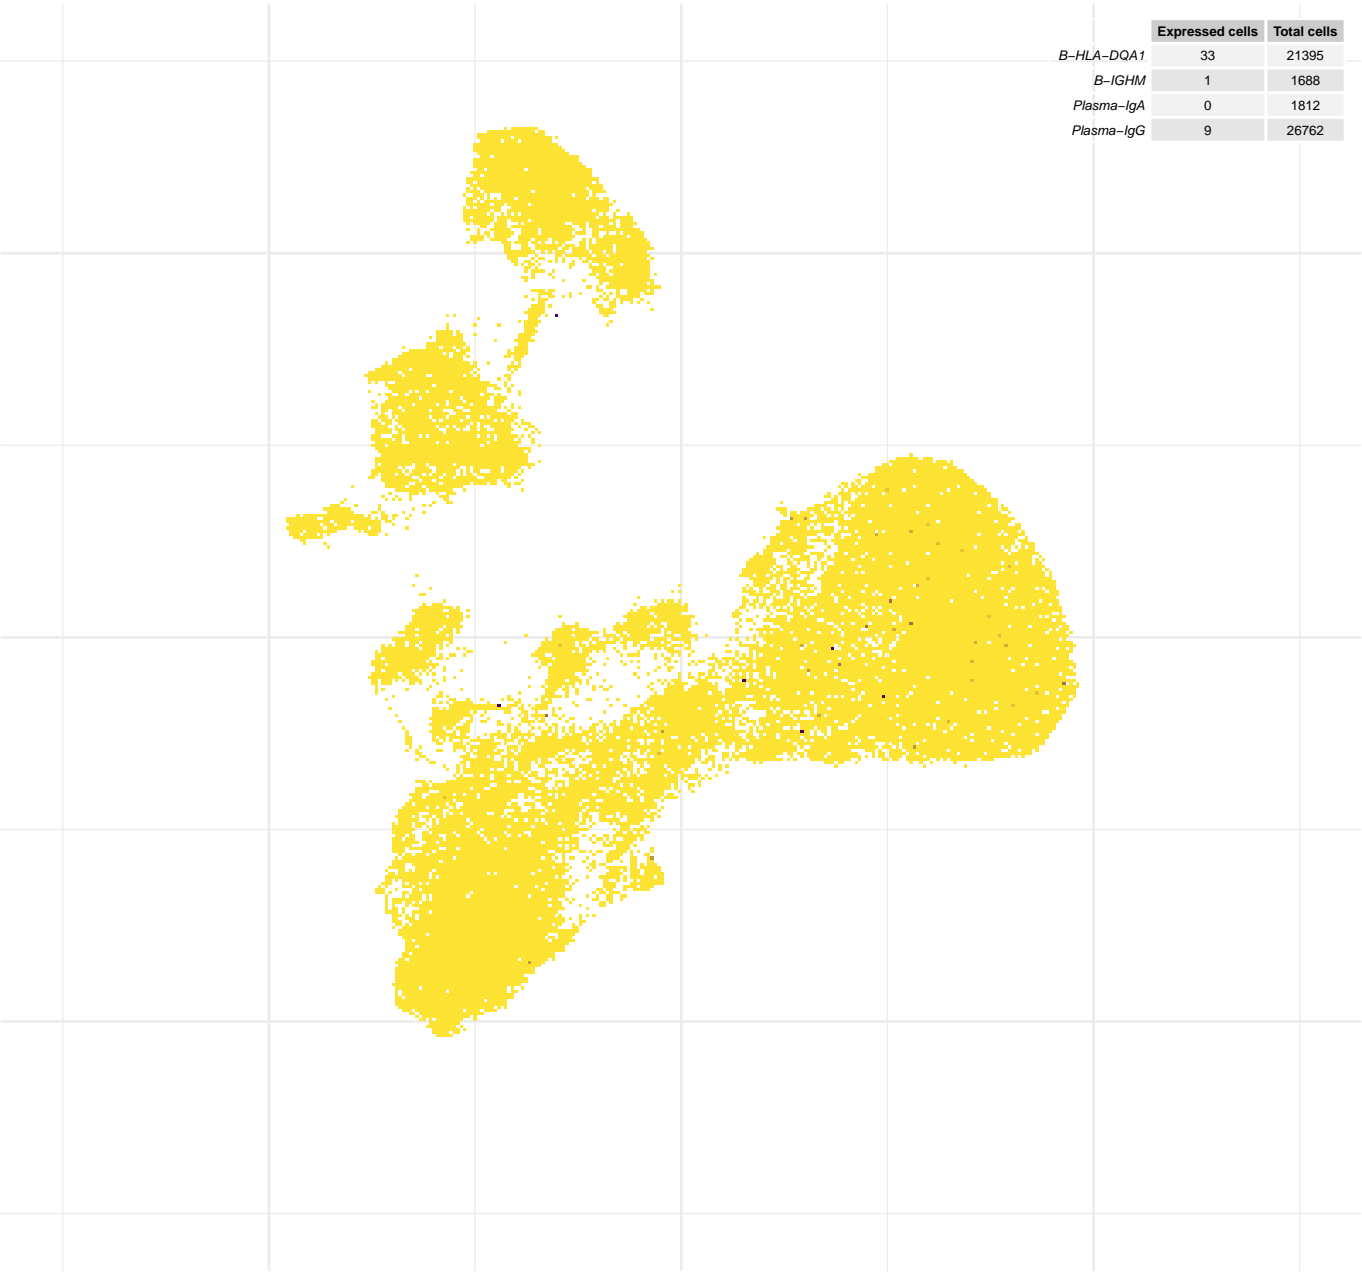 Expressed cells Total cells
B−HLA−DQA1 33 21395
B−IGHM 1 1688
Plasma−IgA 0 1812
Plasma−IgG 9 26762